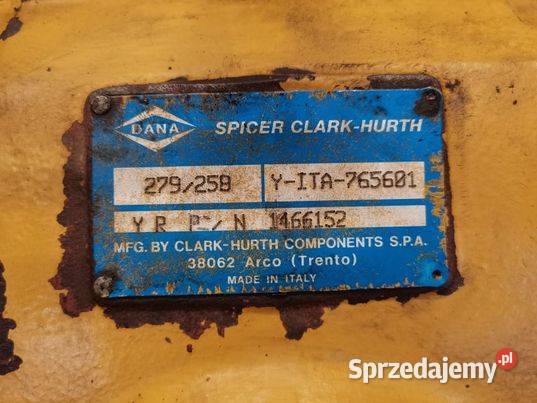 DANA SPICER CLARK-HURTH
279/258 Y-ITA-765601
Y R P/N 1466152
MFG. BY CLARK-HURTH COMPONENTS S.P.A.
38062 Arco (Trento)
MADE IN ITALY
Sprzedajemy.pl